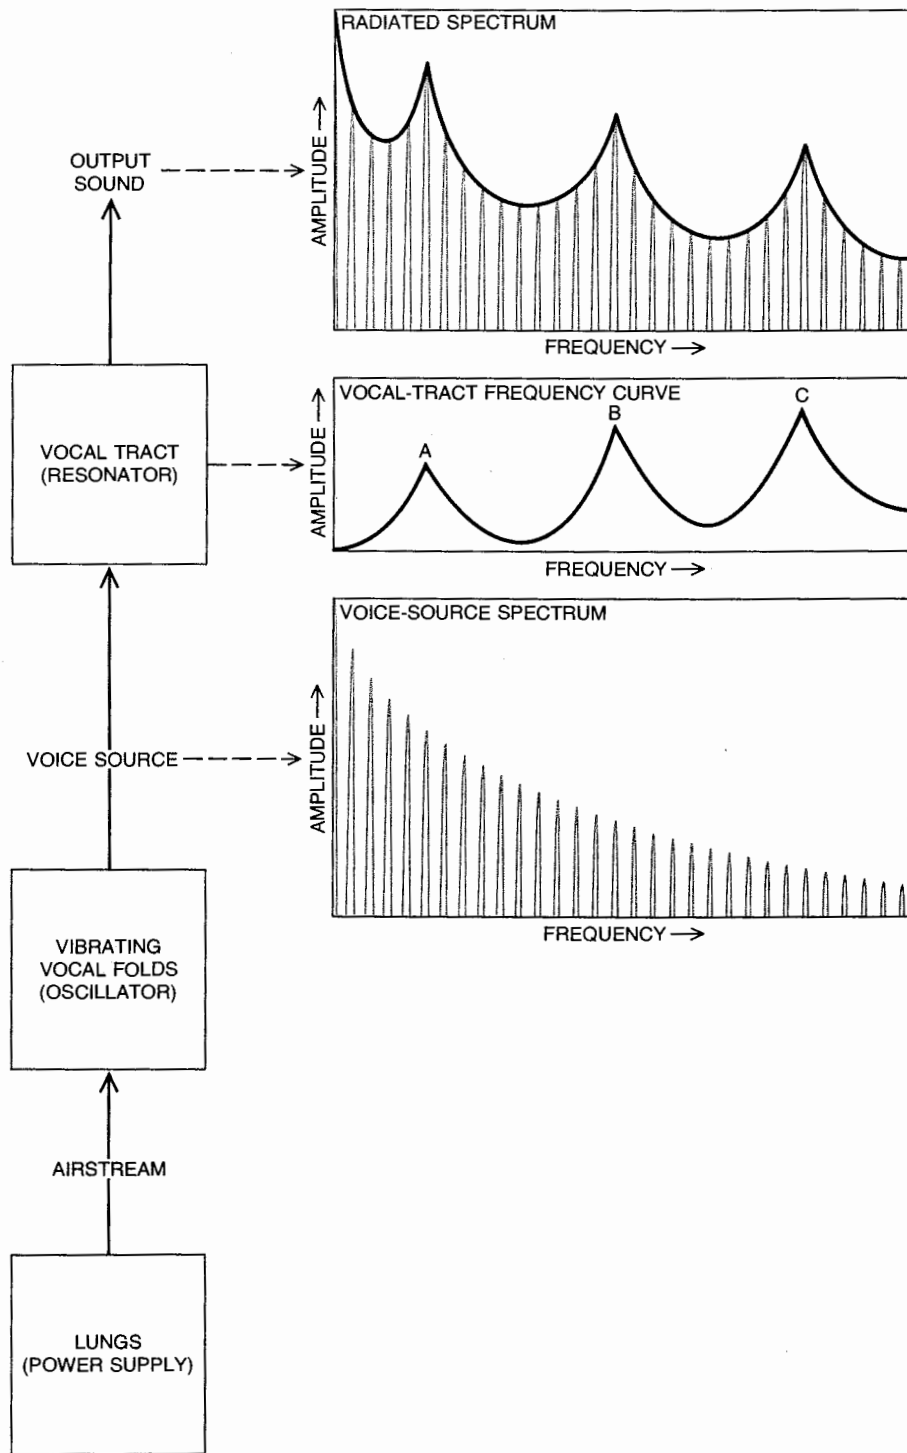 RADIATED SPECTRUM
AMPLITUDE
FREQUENCY
OUTPUT
SOUND
VOCAL-TRACT FREQUENCY CURVE
A
B
C
AMPLITUDE
FREQUENCY
VOCAL TRACT
(RESONATOR)
VOICE-SOURCE SPECTRUM
AMPLITUDE
FREQUENCY
VOICE SOURCE
VIBRATING
VOCAL FOLDS
(OSCILLATOR)
AIRSTREAM
LUNGS
(POWER SUPPLY)